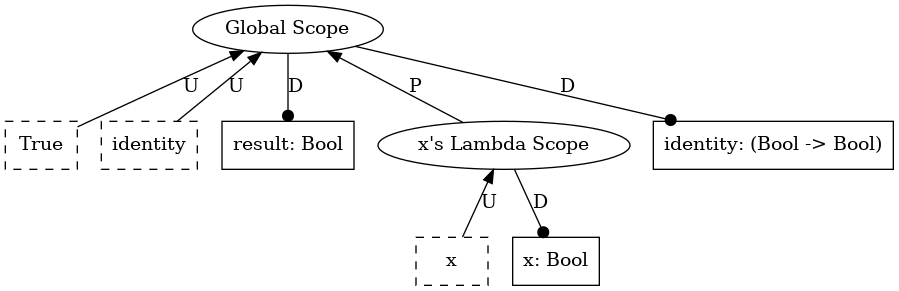 Global Scope
U
U
D
P
D
True
identity
result: Bool
x's Lambda Scope
identity: (Bool -> Bool)
U
D
x
x: Bool